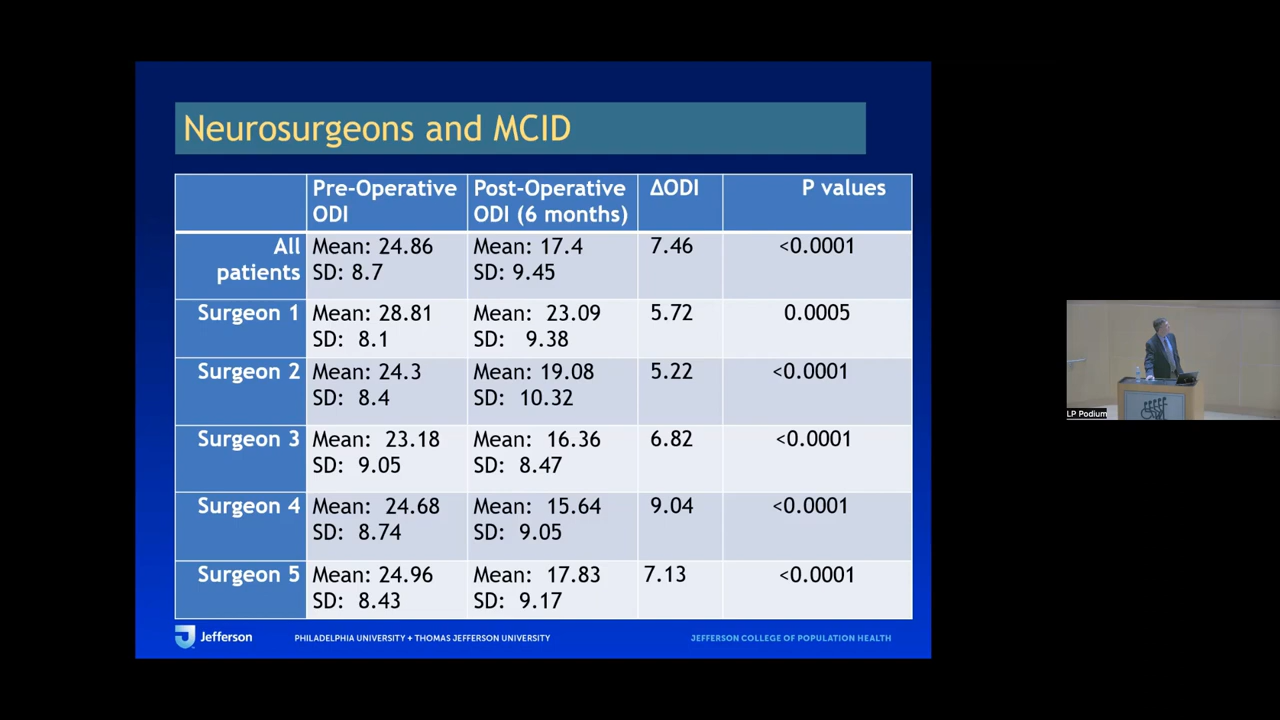 Neurosurgeons and MCID
Pre-Operative ODI Post-Operative ODI (6 months) ΔODI P values
All patients Mean: 24.86 SD: 8.7 Mean: 17.4 SD: 9.45 7.46 <0.0001
Surgeon 1 Mean: 28.81 SD: 8.1 Mean: 23.09 SD: 9.38 5.72 0.0005
Surgeon 2 Mean: 24.3 SD: 8.4 Mean: 19.08 SD: 10.32 5.22 <0.0001
Surgeon 3 Mean: 23.18 SD: 9.05 Mean: 16.36 SD: 8.47 6.82 <0.0001
Surgeon 4 Mean: 24.68 SD: 8.74 Mean: 15.64 SD: 9.05 9.04 <0.0001
Surgeon 5 Mean: 24.96 SD: 8.43 Mean: 17.83 SD: 9.17 7.13 <0.0001
Jefferson PHILADELPHIA UNIVERSITY + THOMAS JEFFERSON UNIVERSITY JEFFERSON COLLEGE OF POPULATION HEALTH
LP Podium